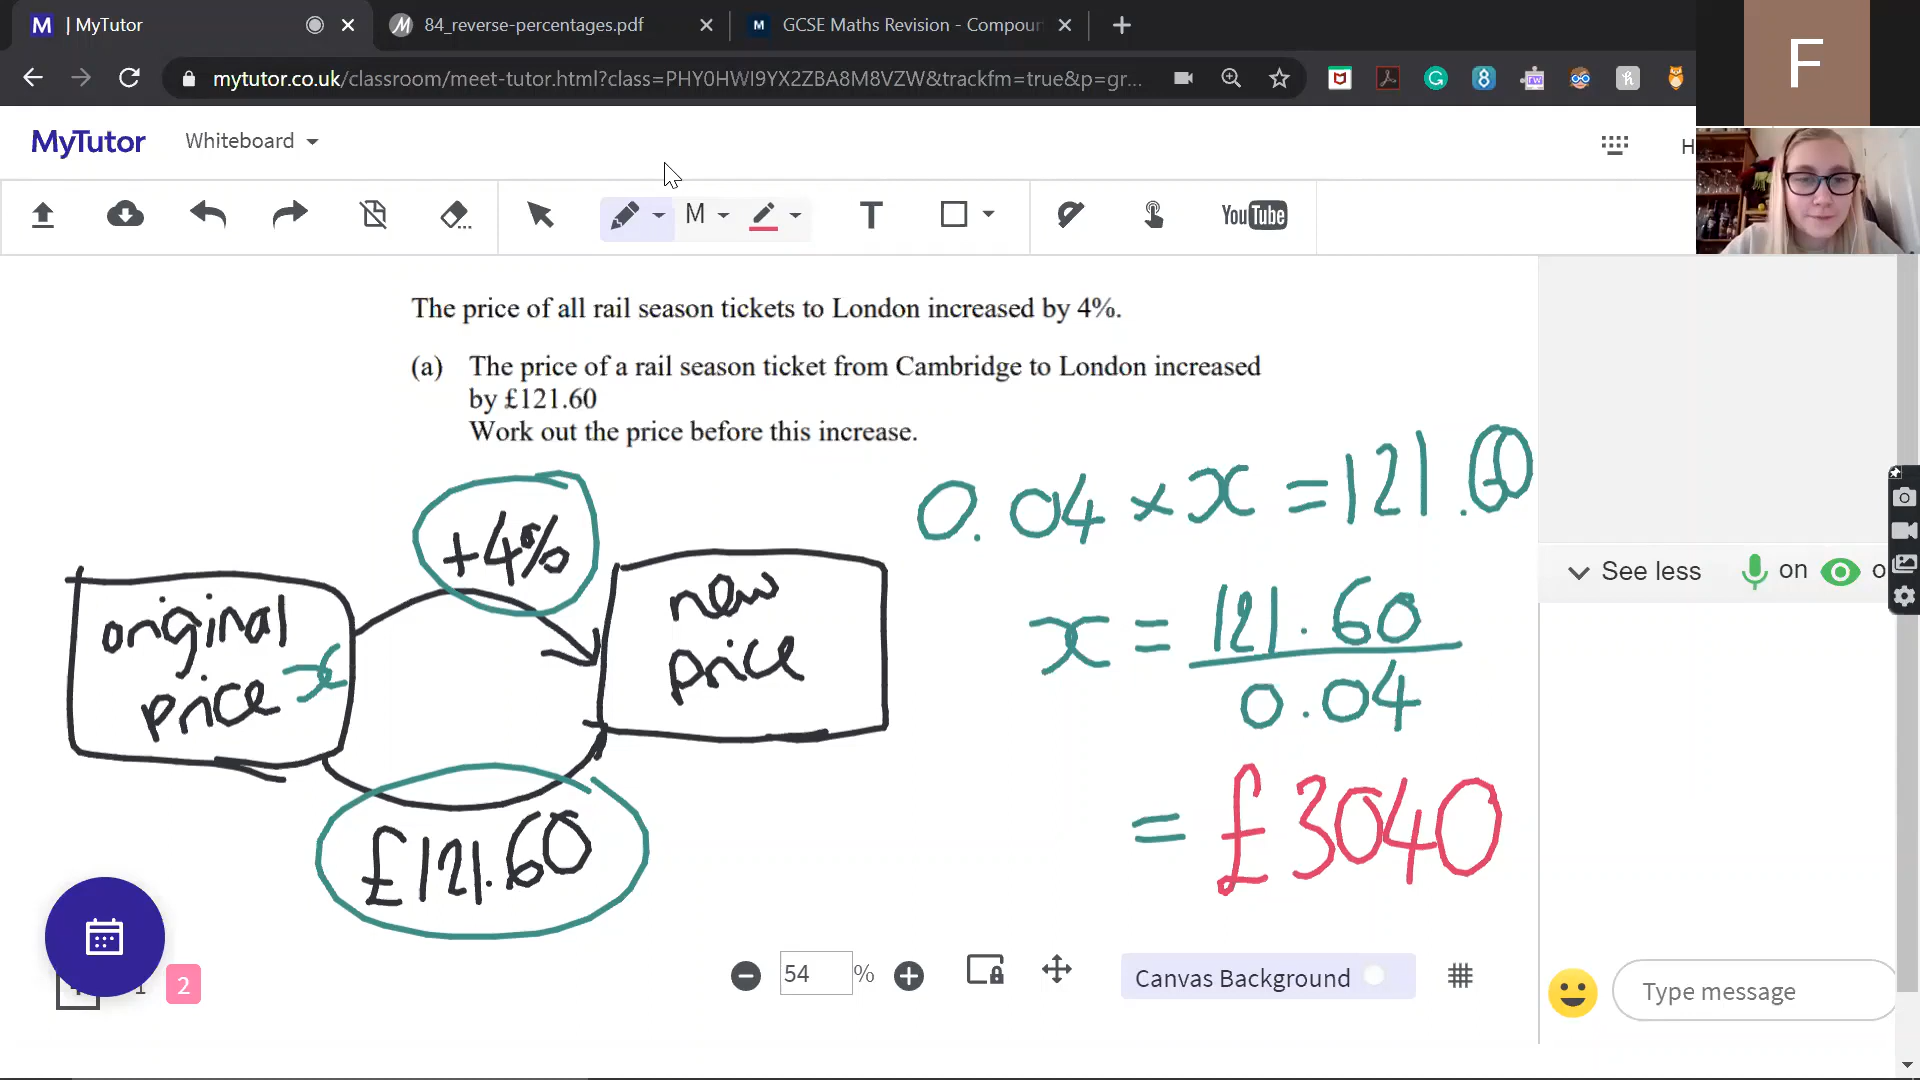 | MyTutor
84_reverse-percentages.pdf
GCSE Maths Revision - Compour
mytutor.co.uk/classroom/meet-tutor.html?class=PHY0HWI9YX2ZBA8M8VZW&trackfm=true&p=gr...
F
MyTutor
Whiteboard
H
M
T
YouTube
The price of all rail season tickets to London increased by 4%.
(a) The price of a rail season ticket from Cambridge to London increased
by £121.60
Work out the price before this increase.
0.04 × x = 121.60
+4%
original
price x
new
price
x = 121.60
0.04
= £3040
£121.60
See less
on
o
1
2
54 %
Canvas Background
Type message